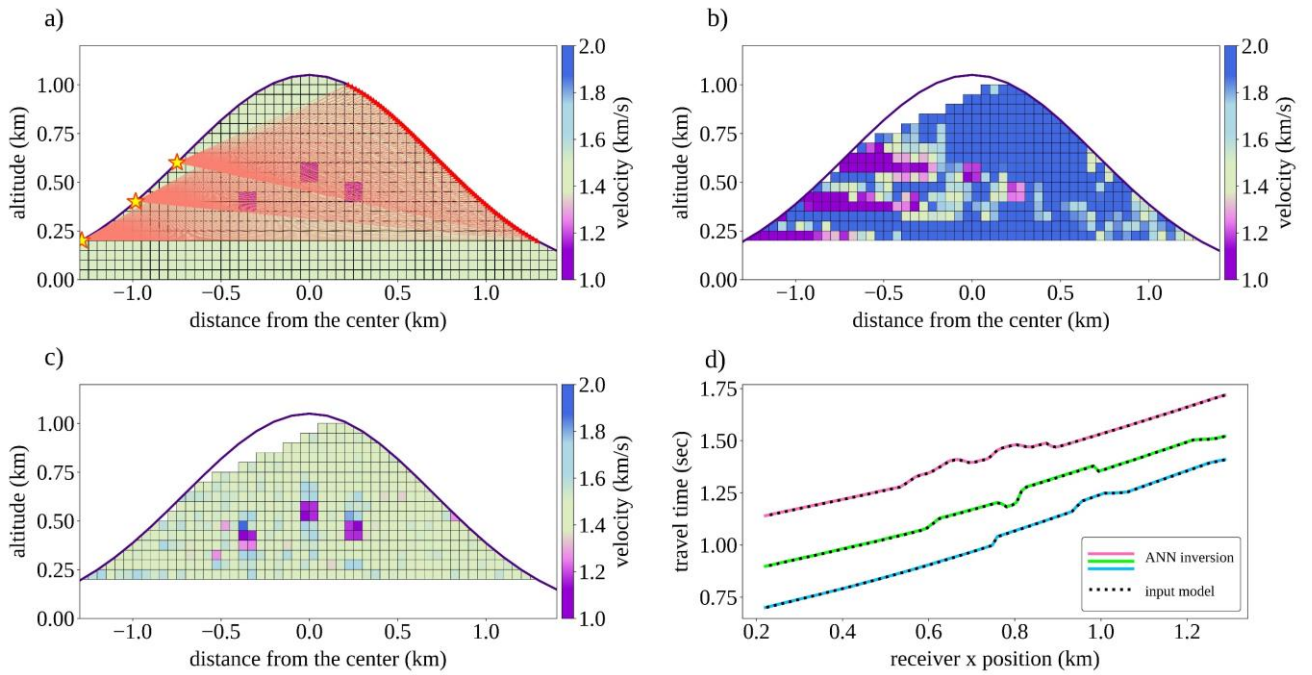 a)
altitude (km)
1.00
0.75
0.50
0.25
0.00
−1.0 −0.5 0.0 0.5 1.0
distance from the center (km)
2.0
1.8
1.6
1.4
1.2
1.0
velocity (km/s)
b)
altitude (km)
1.00
0.75
0.50
0.25
0.00
−1.0 −0.5 0.0 0.5 1.0
distance from the center (km)
2.0
1.8
1.6
1.4
1.2
1.0
velocity (km/s)
c)
altitude (km)
1.00
0.75
0.50
0.25
0.00
−1.0 −0.5 0.0 0.5 1.0
distance from the center (km)
2.0
1.8
1.6
1.4
1.2
1.0
velocity (km/s)
d)
travel time (sec)
1.75
1.50
1.25
1.00
0.75
0.2 0.4 0.6 0.8 1.0 1.2
receiver x position (km)
ANN inversion
input model